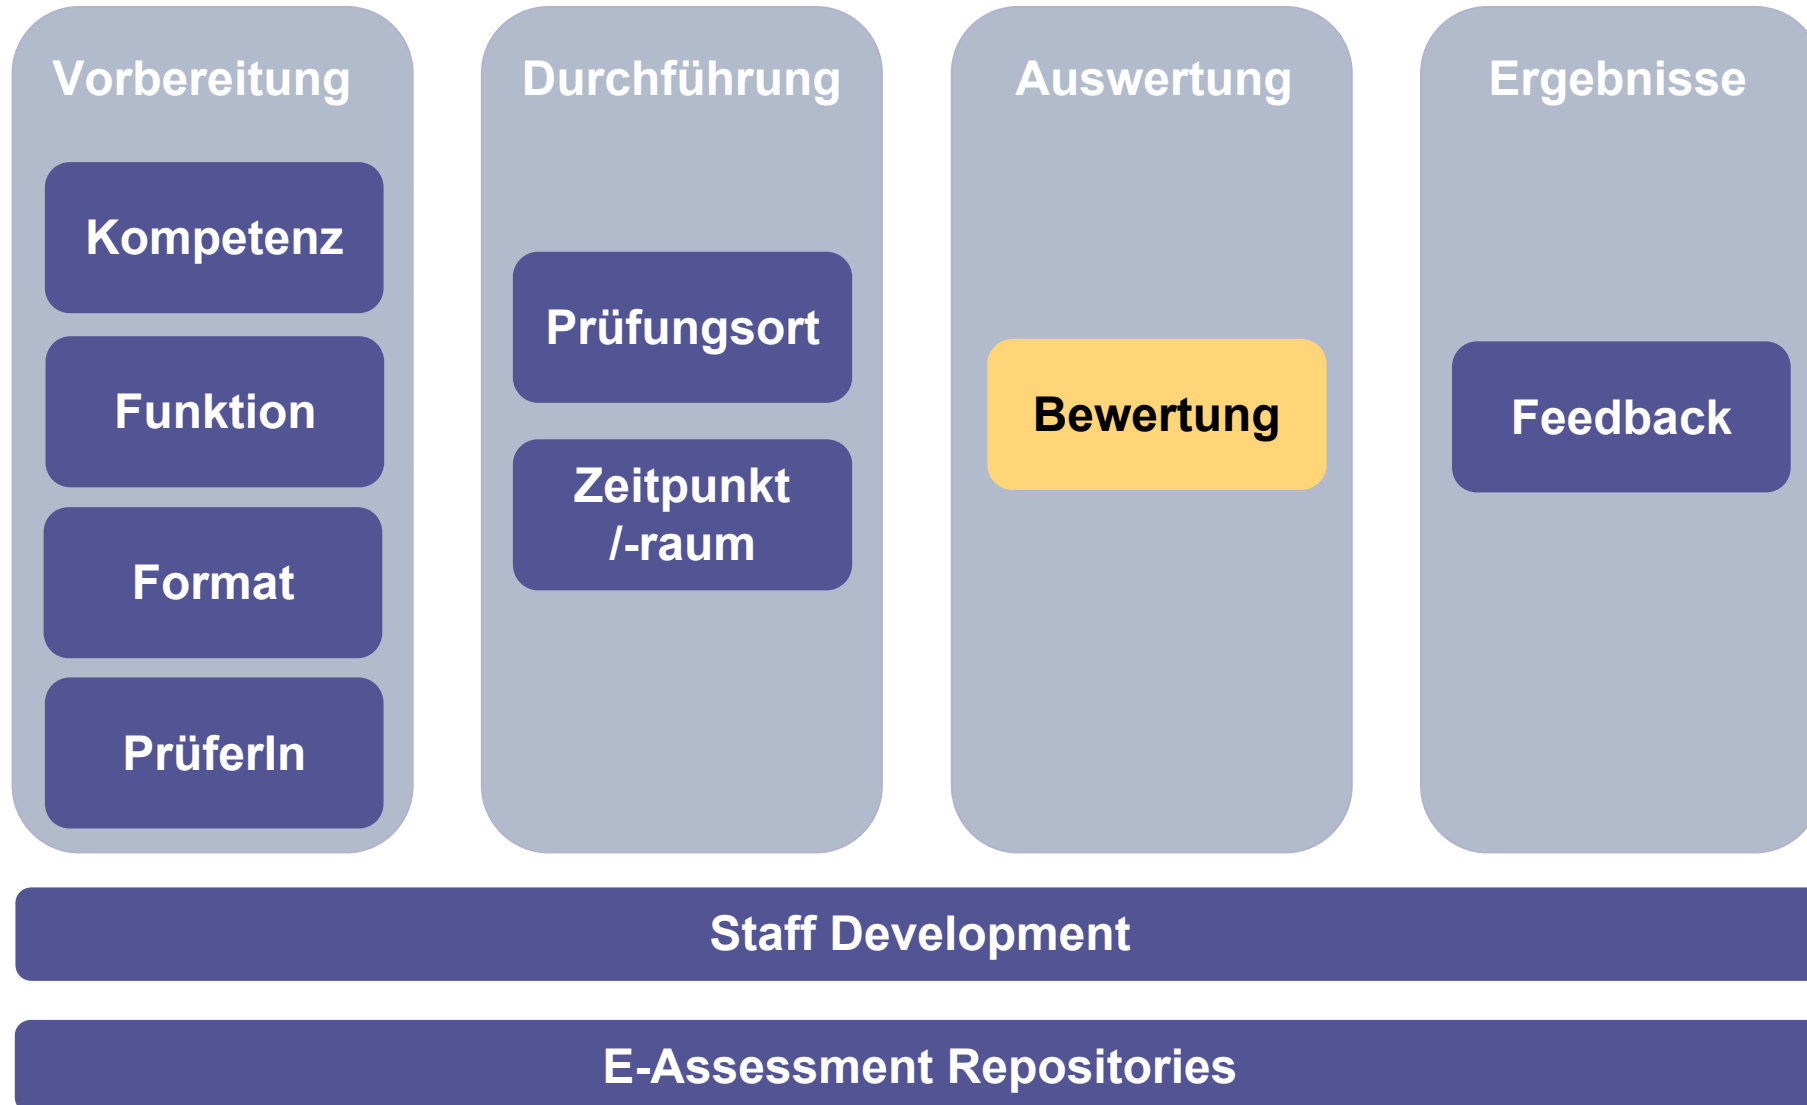 Vorbereitung
Kompetenz
Funktion
Format
PrüferIn
Durchführung
Prüfungsort
Zeitpunkt
/-raum
Auswertung
Bewertung
Ergebnisse
Feedback
Staff Development
E-Assessment Repositories